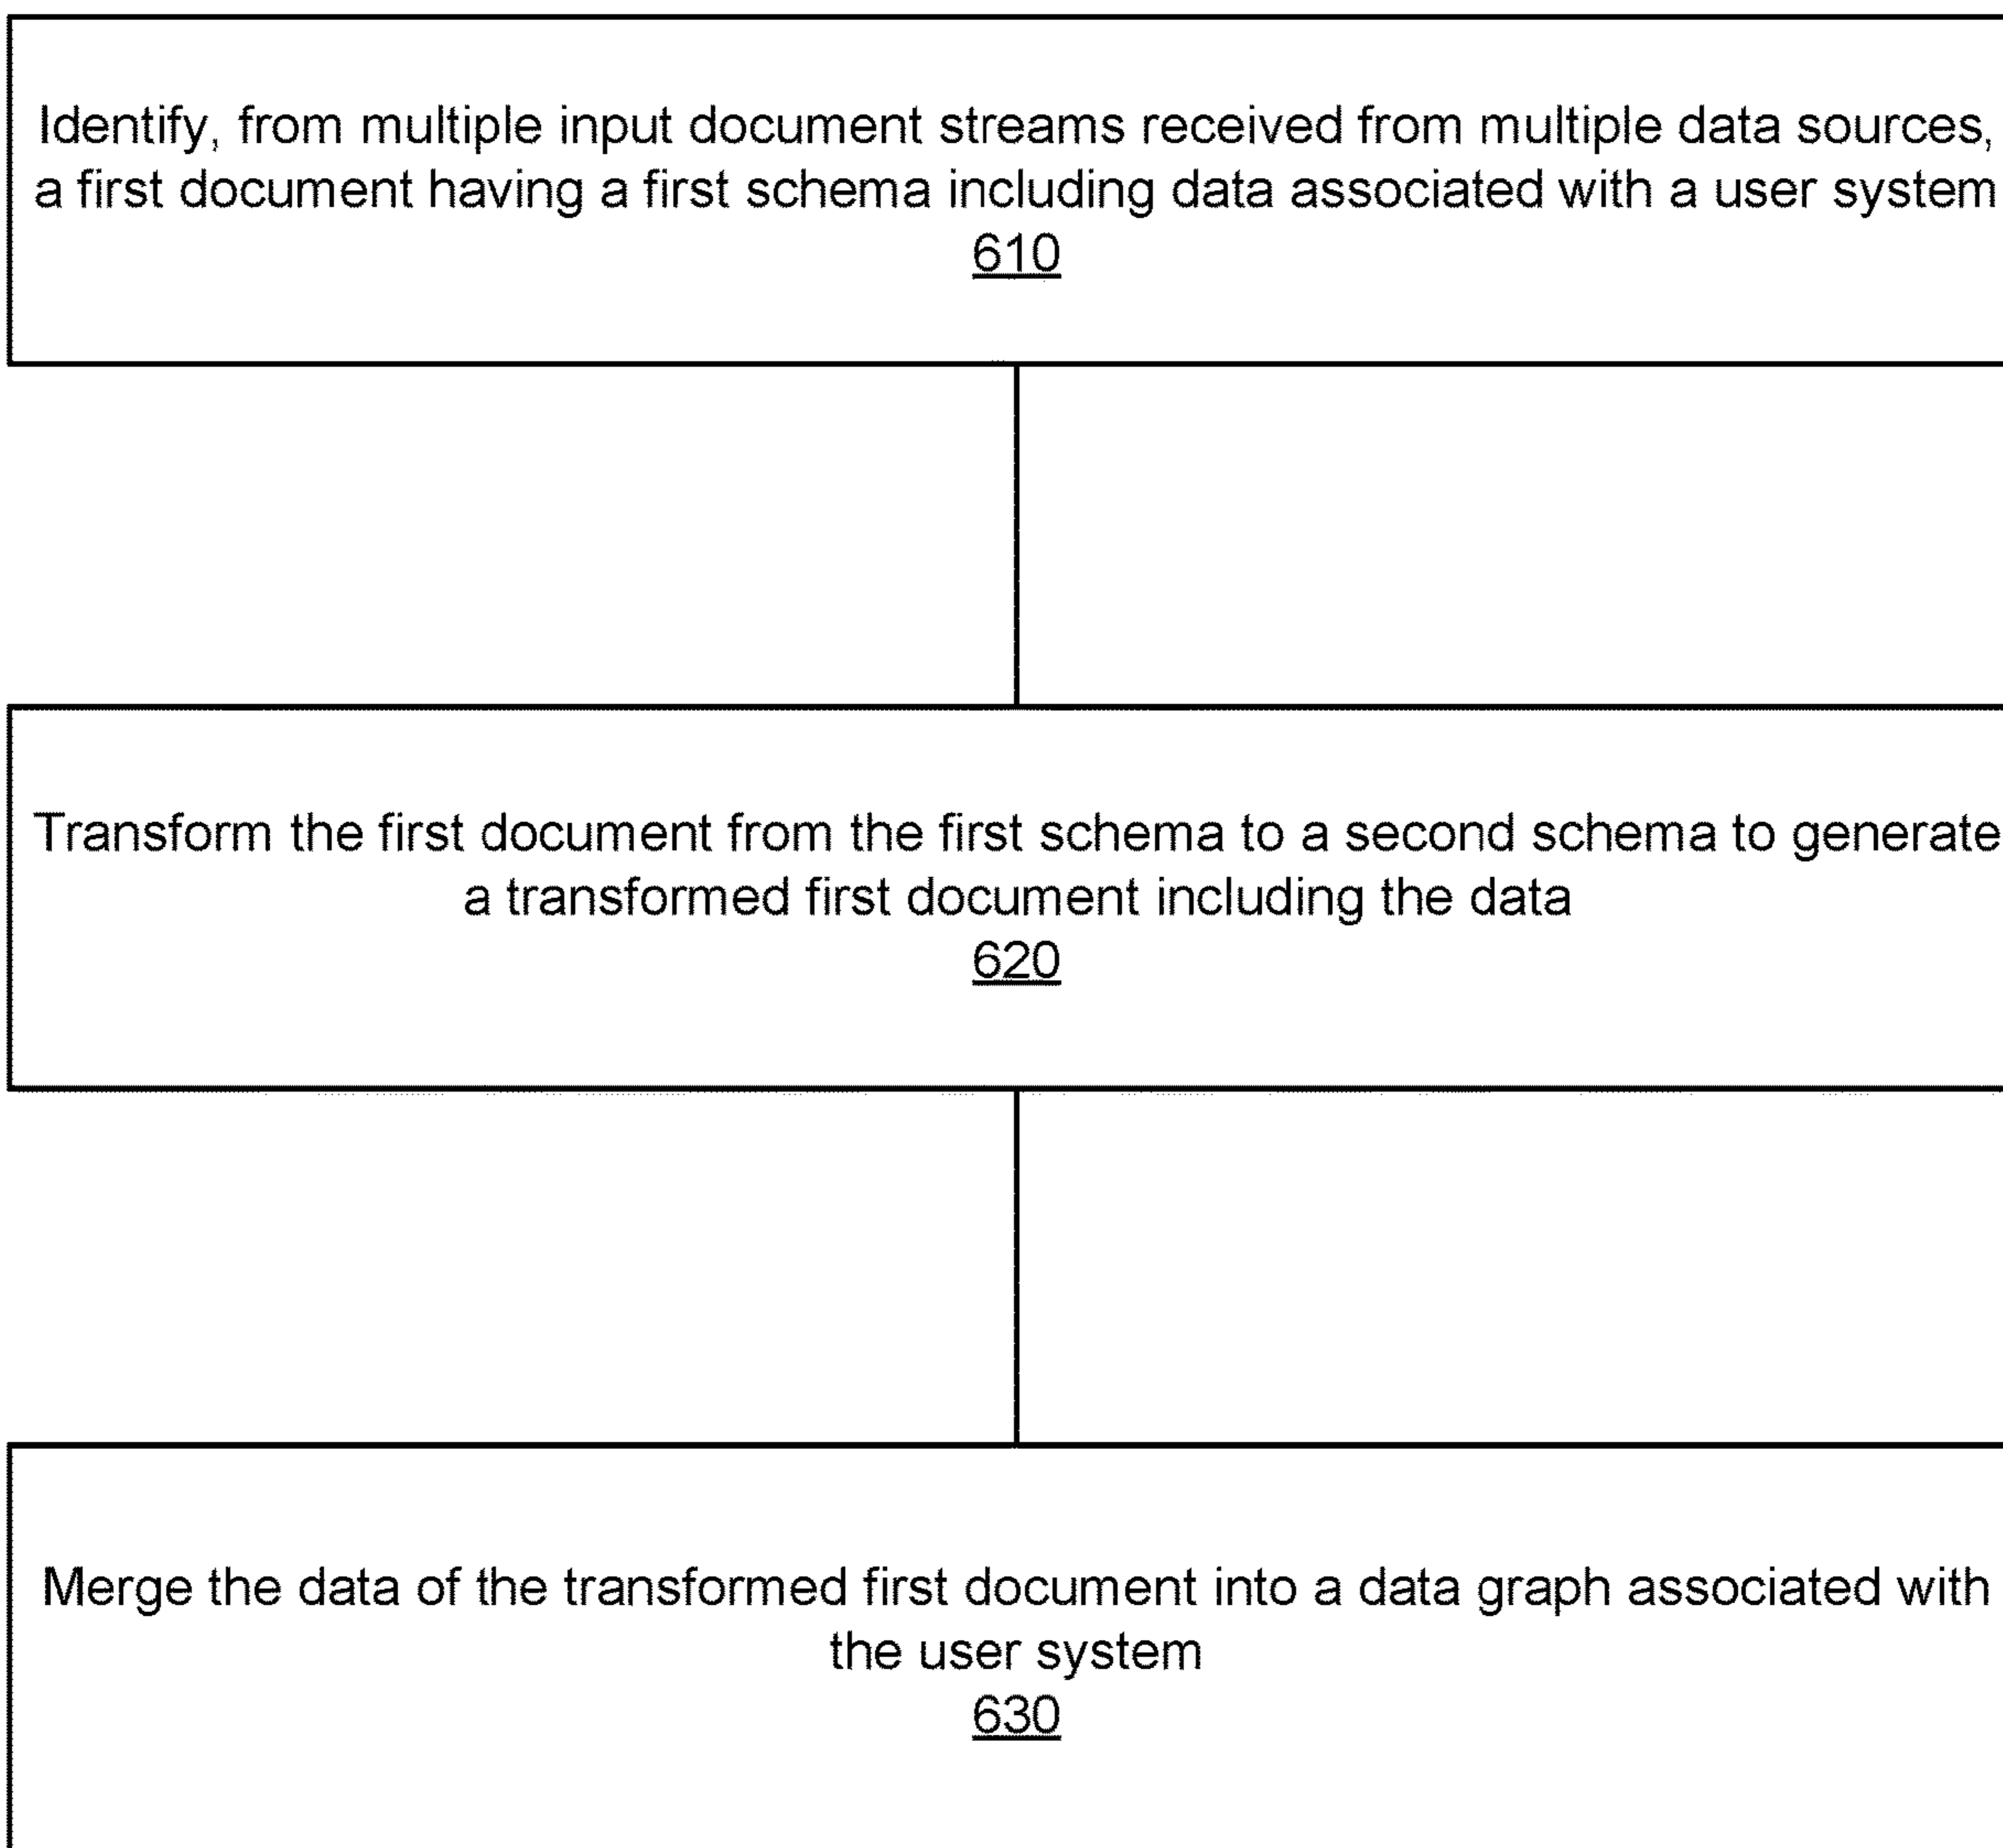 Identify, from multiple input document streams received from multiple data sources,
a first document having a first schema including data associated with a user system
610
Transform the first document from the first schema to a second schema to generate
a transformed first document including the data
620
Merge the data of the transformed first document into a data graph associated with
the user system
630